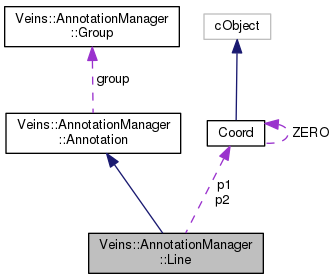 Veins::AnnotationManager
::Group
cObject
group
Veins::AnnotationManager
::Annotation
Coord
ZERO
p1
p2
Veins::AnnotationManager
::Line